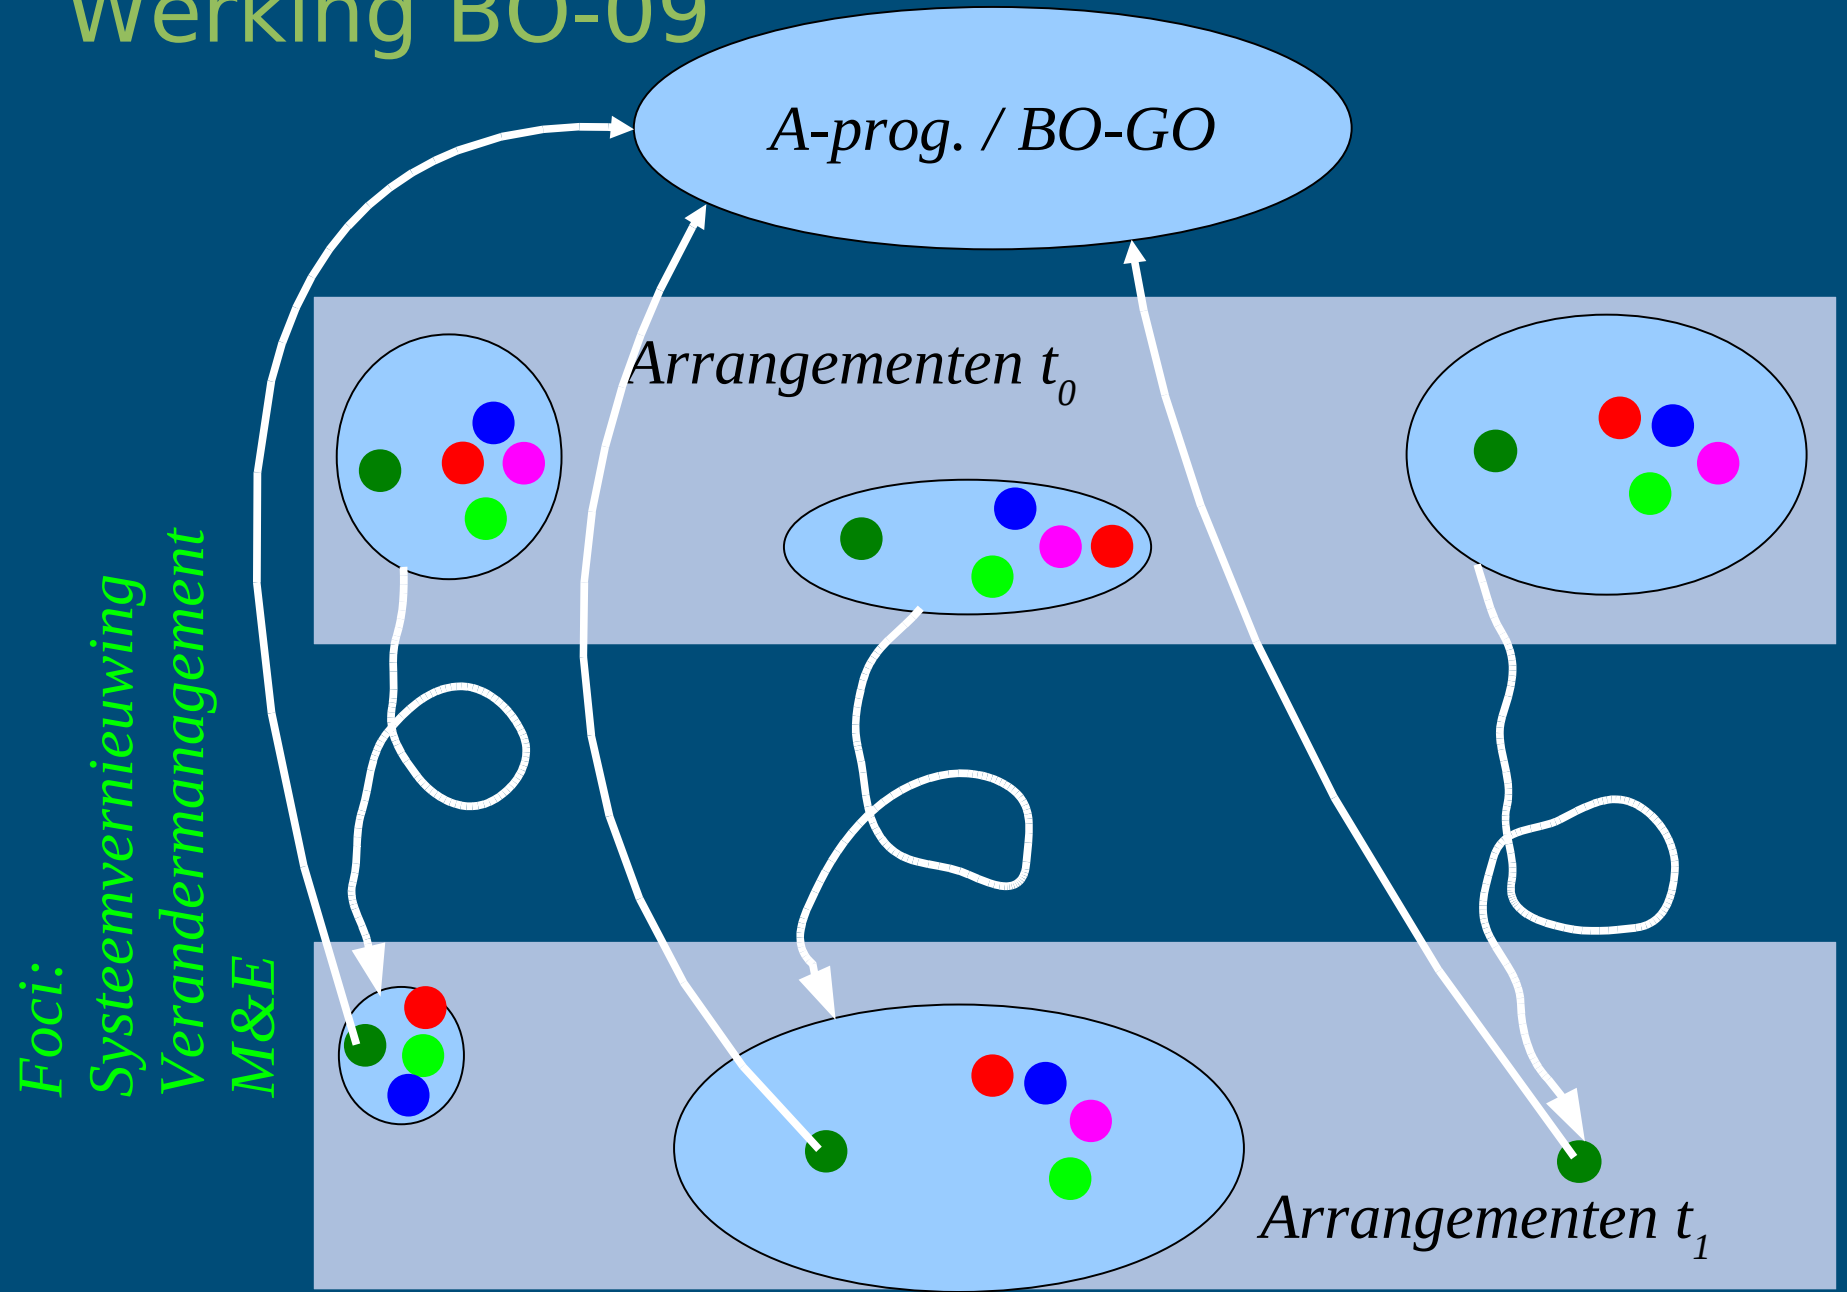 Werking BO-09
A-prog. / BO-GO
Arrangementen t0
Foci:
Systeemvernieuwing
Verandermanagement
M&E
Arrangementen t1